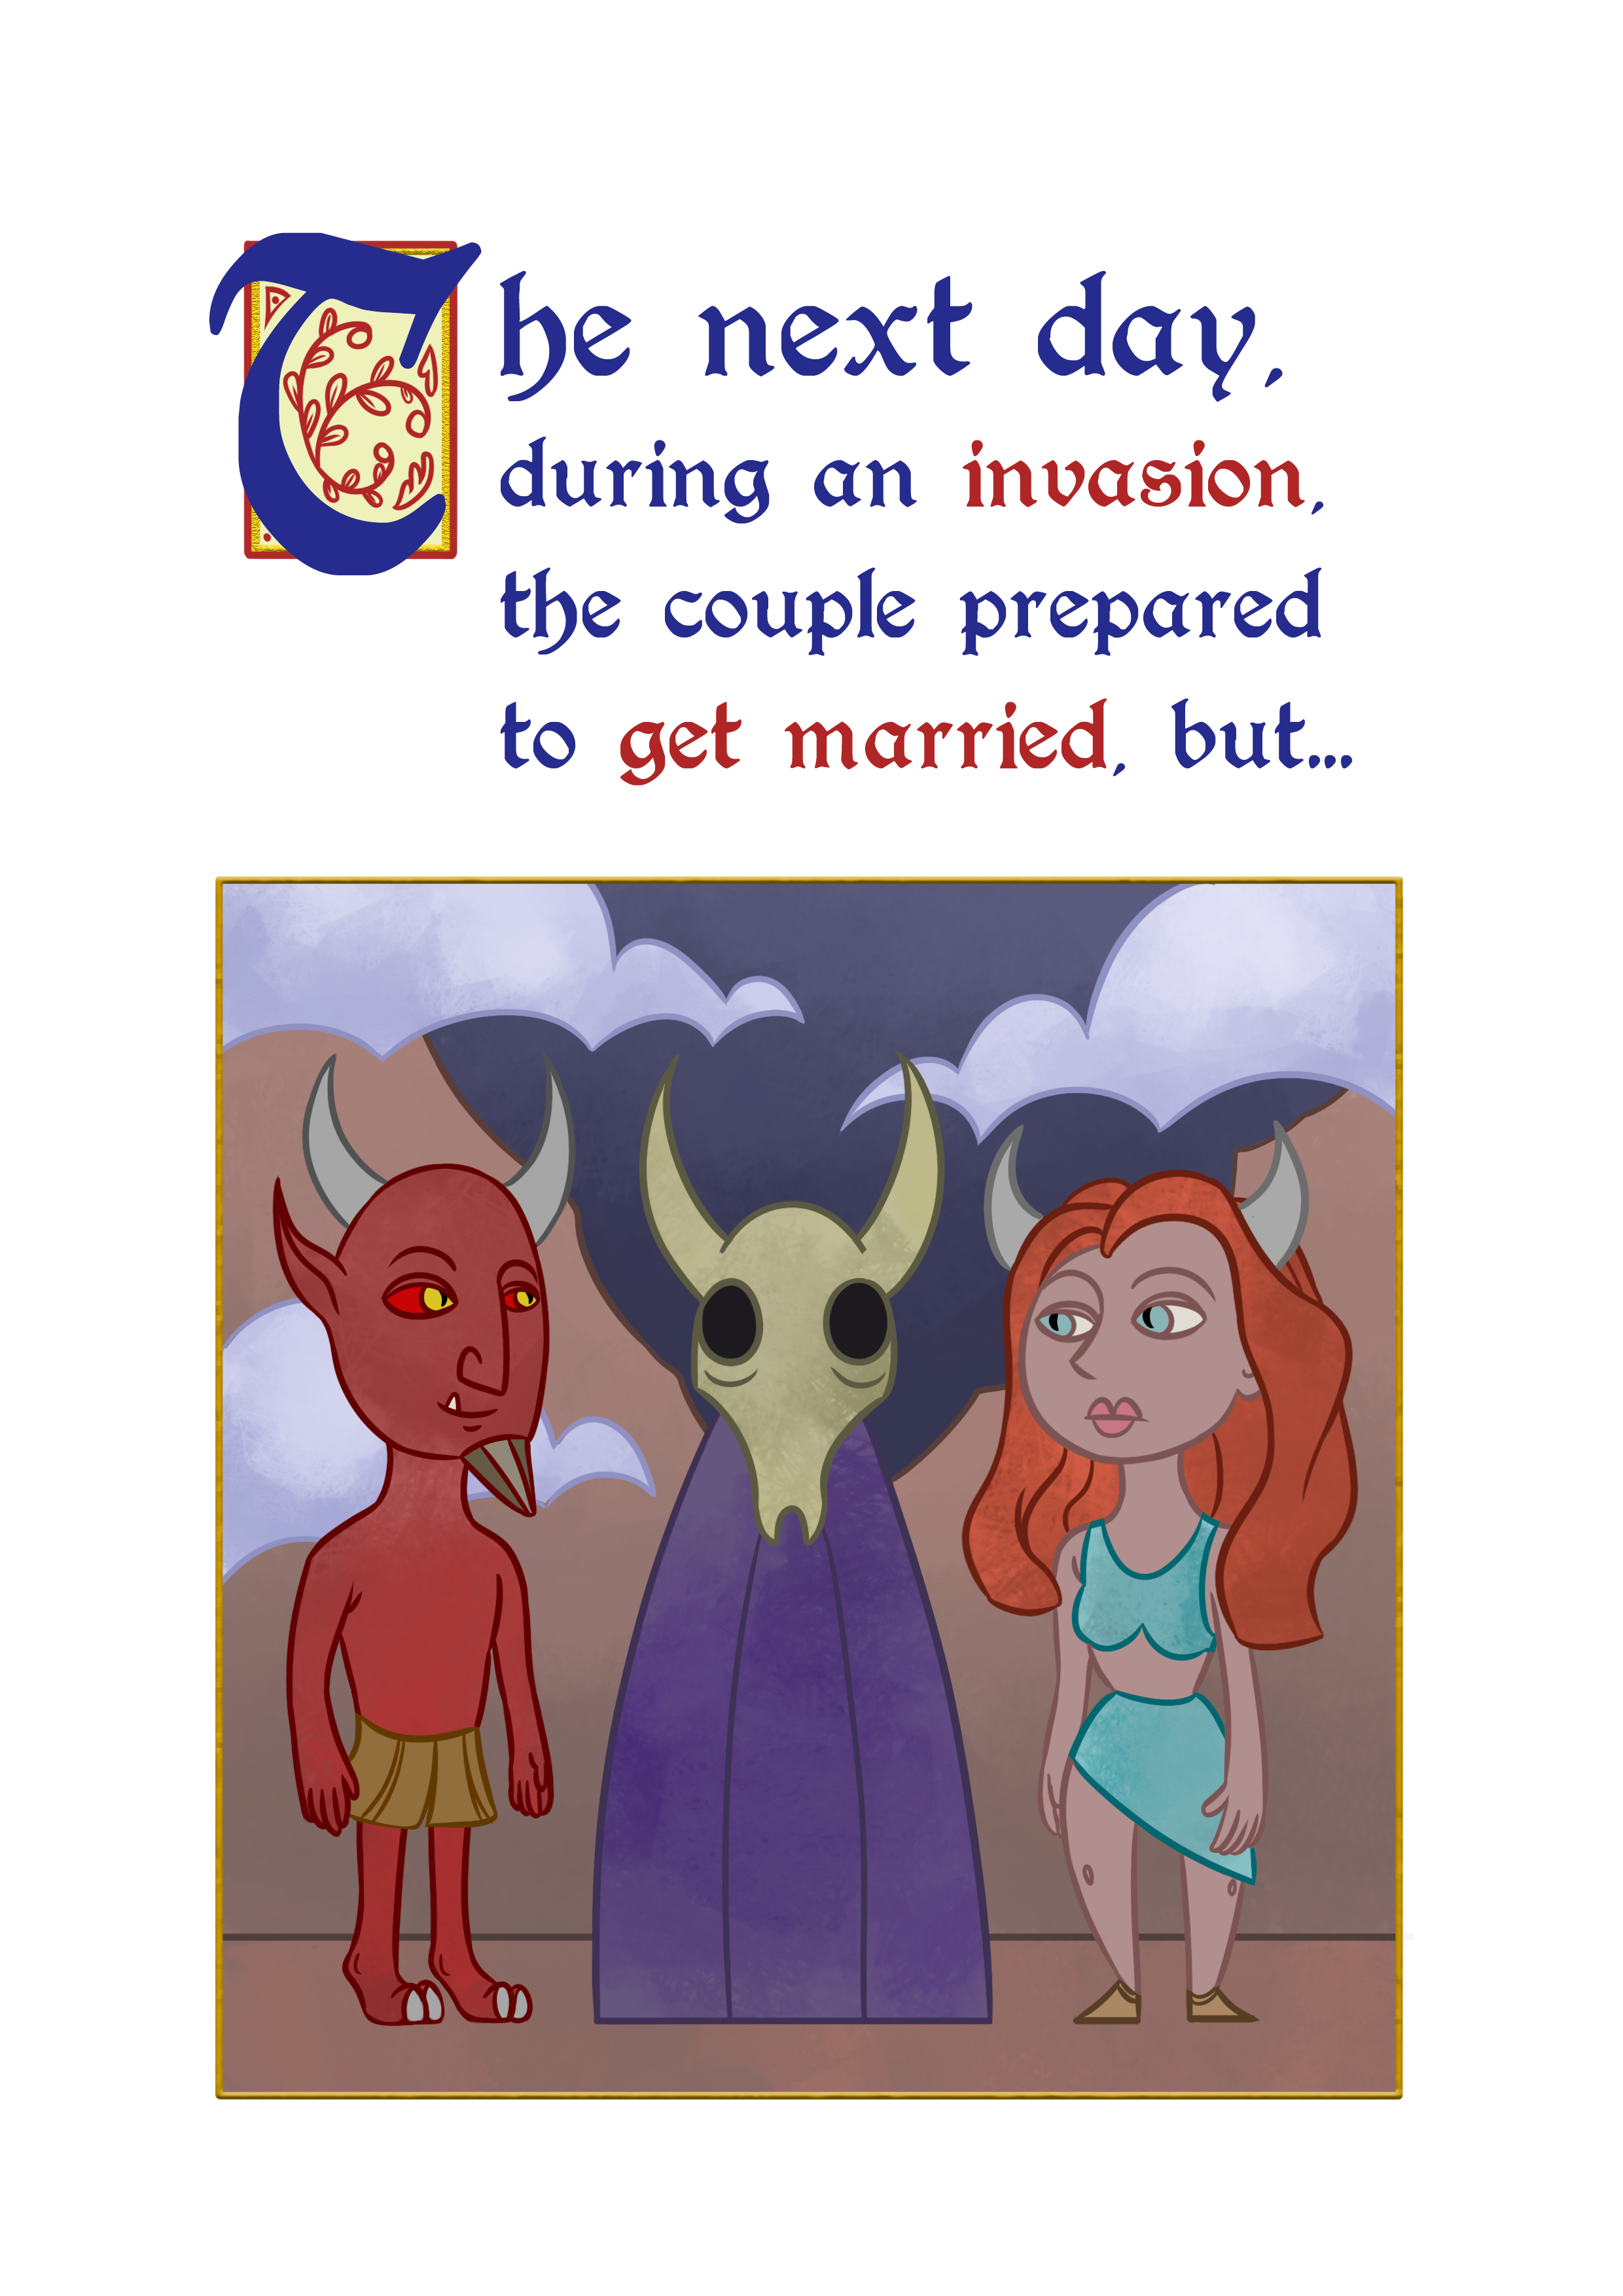 The next day,
during an invasion,
the couple prepared
to get married, but...